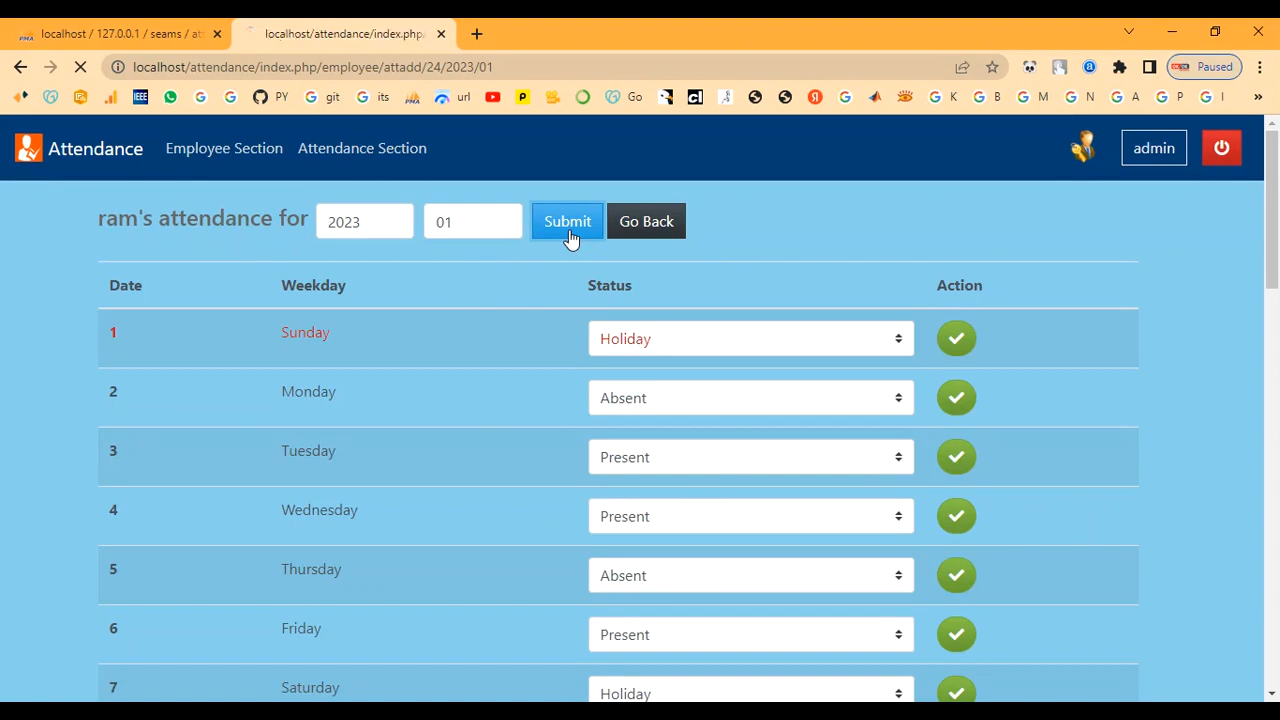 localhost / 127.0.0.1 / seams / at
localhost/attendance/index.php/
localhost/attendance/index.php/employee/attadd/24/2023/01
Paused
IEEE G G PY G git G its url G Go G K G B G M G N G A G P G I »
Attendance Employee Section Attendance Section admin
ram's attendance for 2023 01 Submit Go Back
Date Weekday Status Action
1 Sunday Holiday
2 Monday Absent
3 Tuesday Present
4 Wednesday Present
5 Thursday Absent
6 Friday Present
7 Saturday Holiday